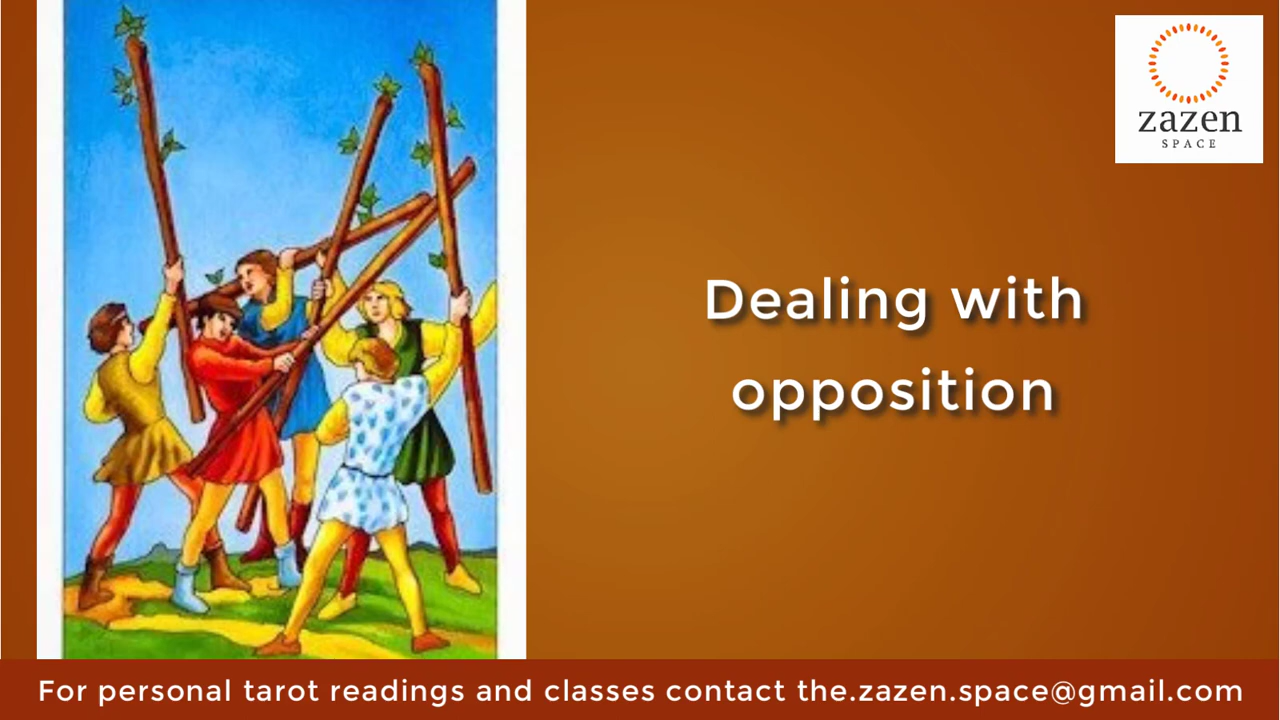 zazen
SPACE
Dealing with
opposition
For personal tarot readings and classes contact the.zazen.space@gmail.com